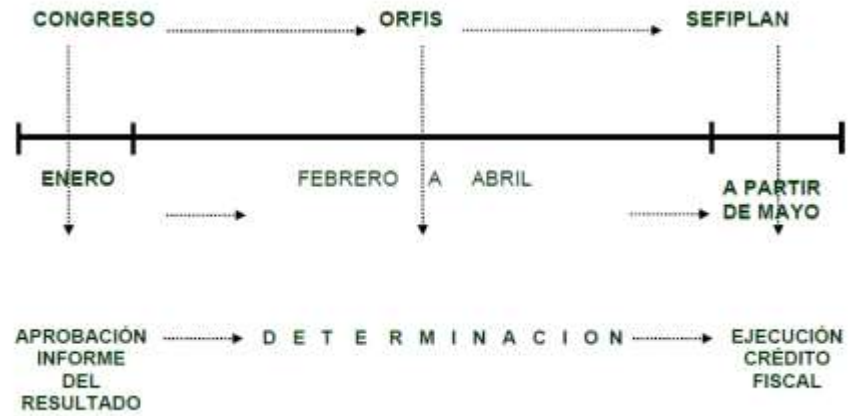 CONGRESO ORFIS SEFIPLAN
ENERO FEBRERO A ABRIL A PARTIR
DE MAYO
APROBACIÓN
INFORME
DEL
RESULTADO
D E T E R M I N A C I O N
EJECUCIÓN
CRÉDITO
FISCAL